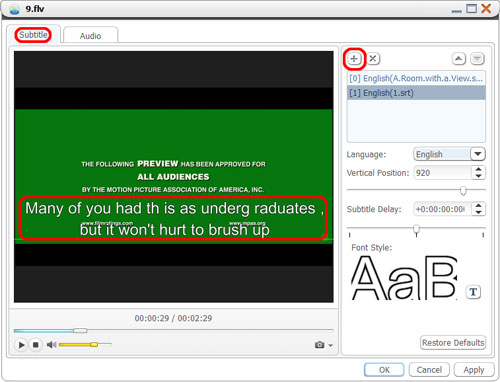 9.flv
Subtitle
Audio
THE FOLLOWING PREVIEW HAS BEEN APPROVED FOR
ALL AUDIENCES
BY THE MOTION PICTURE ASSOCIATION OF AMERICA, INC.
Many of you had th is as underg raduates ,
www.filmratings.com www.mpaa.org
but it won't hurt to brush up
00:00:29 / 00:02:29
[0] English(A.Room.with.a.View.s...
[1] English(1.srt)
Language: English
Vertical Position: 920
Subtitle Delay: +0:00:00:00
Font Style:
AaB
T
Restore Defaults
OK Cancel Apply